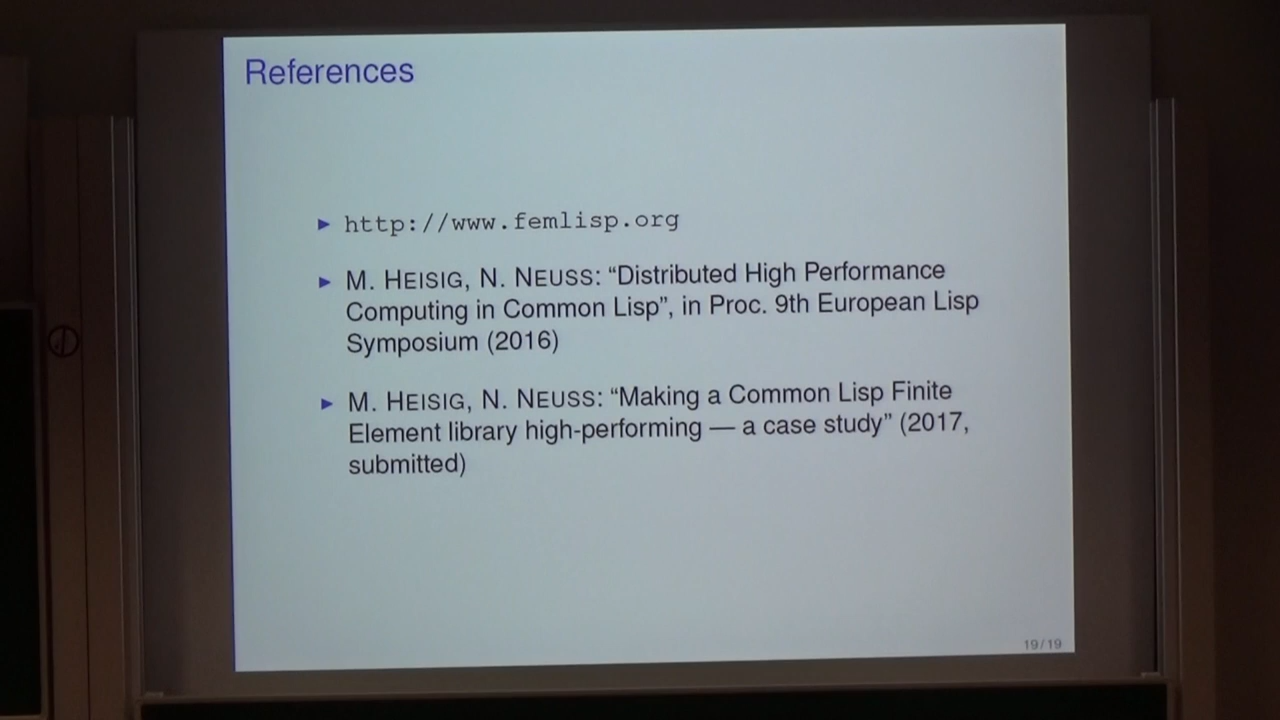 References
► http://www.femlisp.org
► M. HEISIG, N. NEUSS: “Distributed High Performance
Computing in Common Lisp”, in Proc. 9th European Lisp
Symposium (2016)
► M. HEISIG, N. NEUSS: “Making a Common Lisp Finite
Element library high-performing — a case study” (2017,
submitted)
19/19